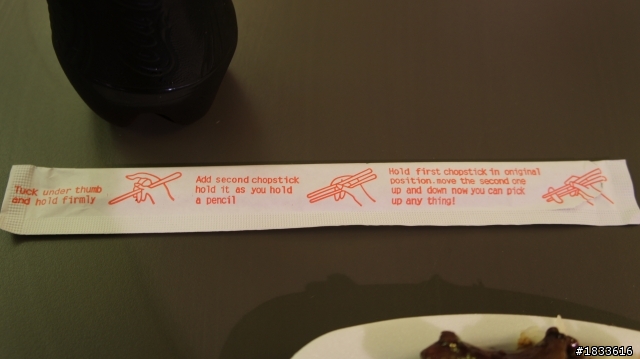 Tuck under thumb
and hold firmly
Add second chopstick
hold it as you hold
a pencil
Hold first chopstick in original
position.move the second one
up and down now you can pick
up any thing!
#1833616